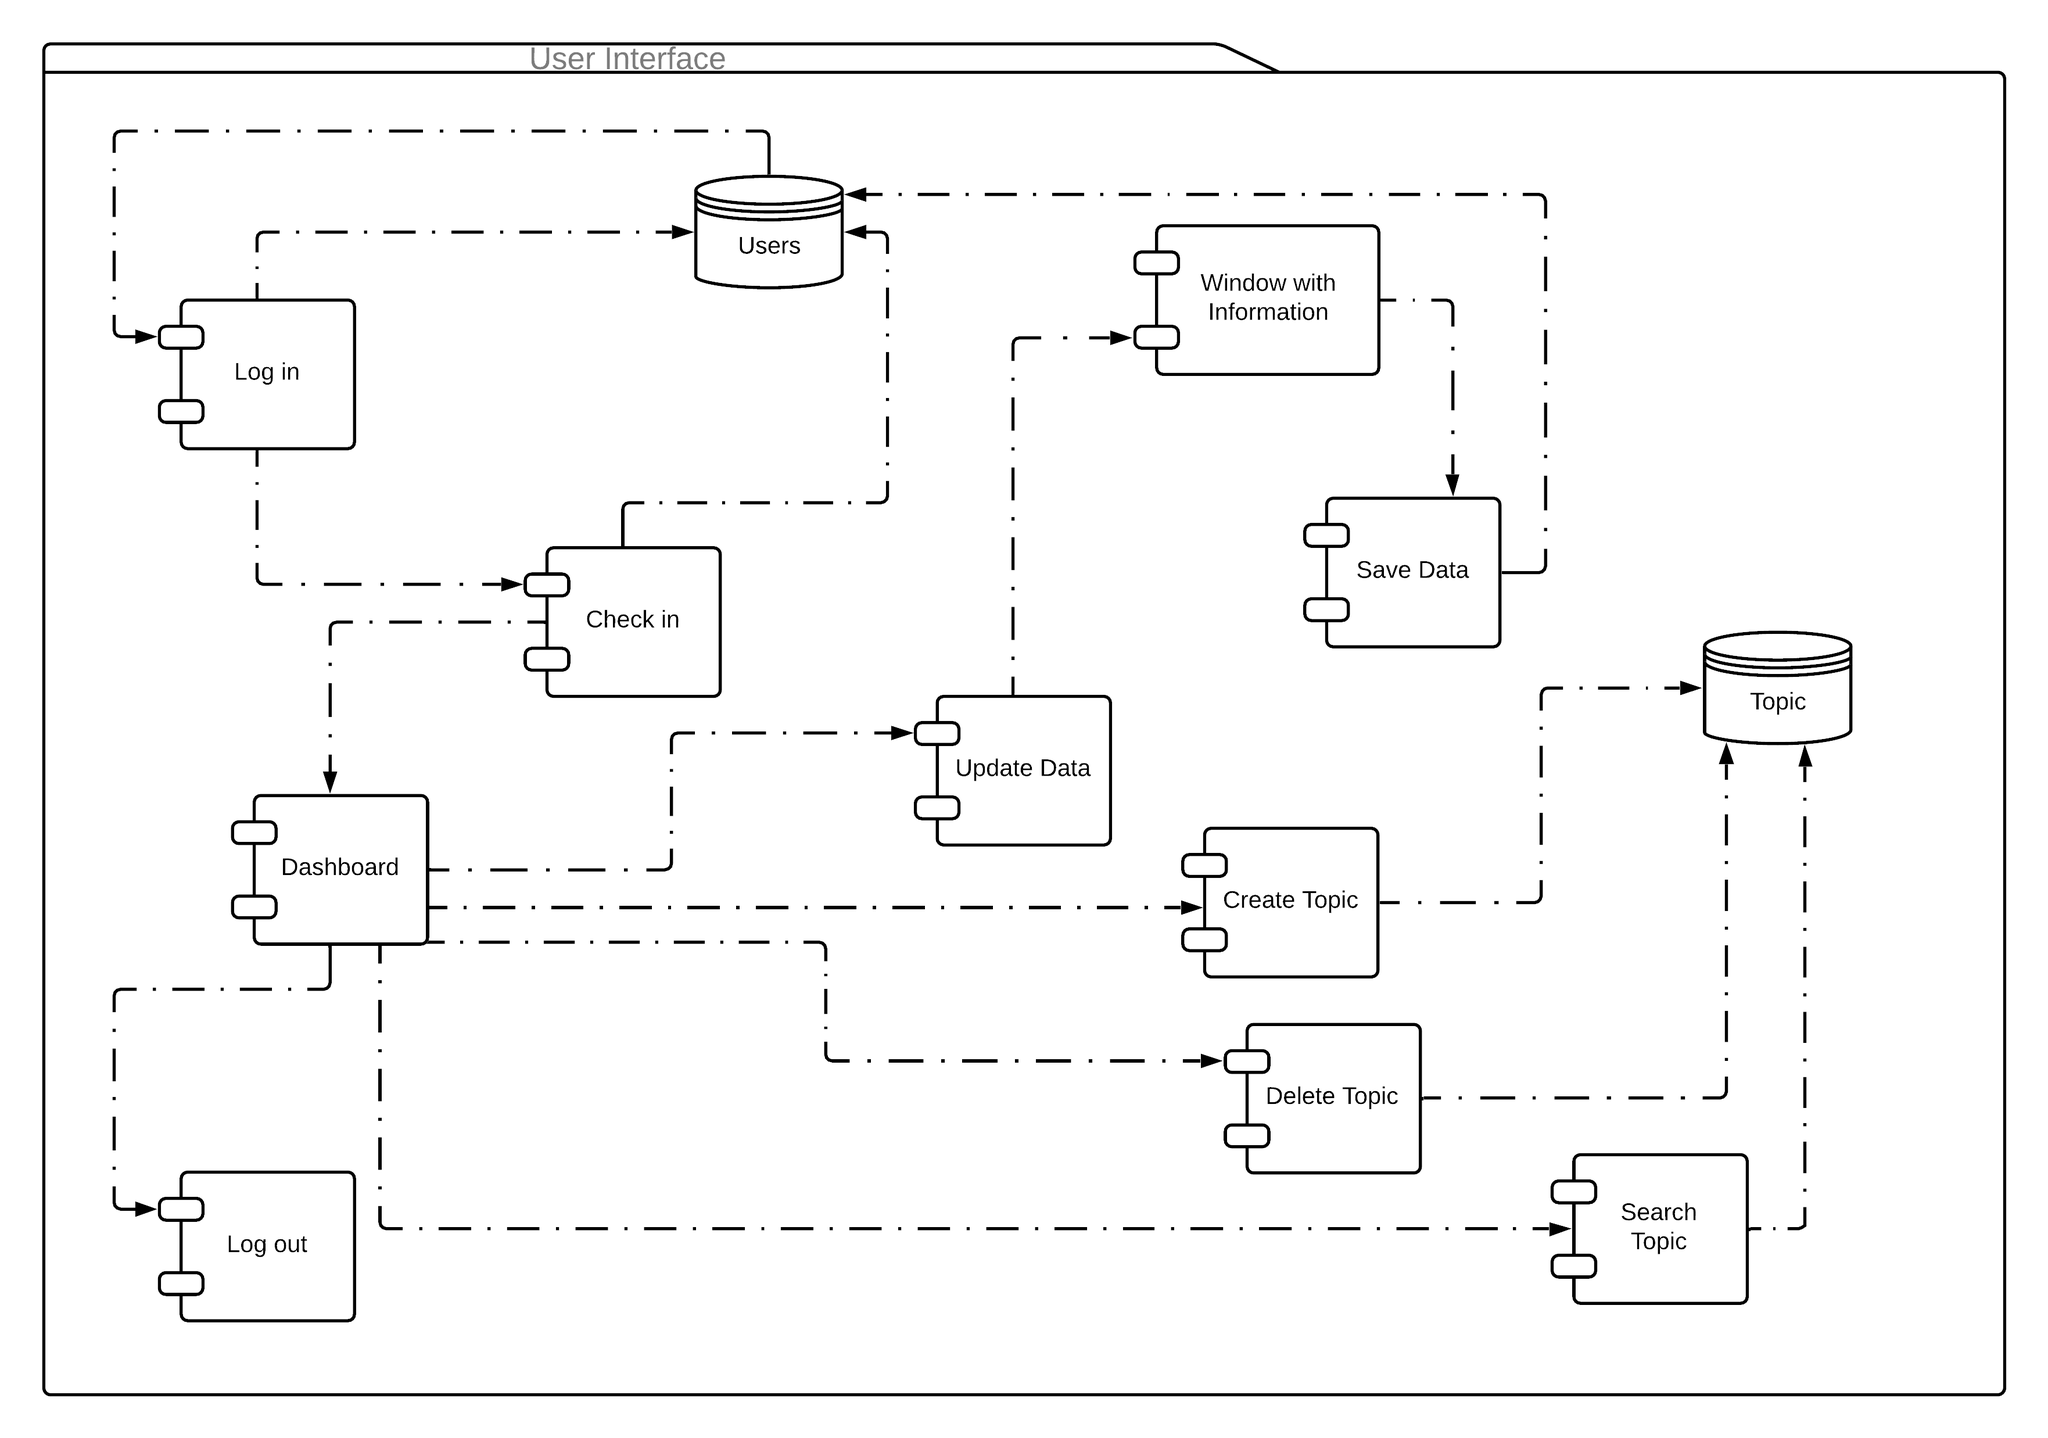 User Interface
Users
Window with
Information
Log in
Save Data
Check in
Topic
Update Data
Dashboard
Create Topic
Delete Topic
Search
Topic
Log out